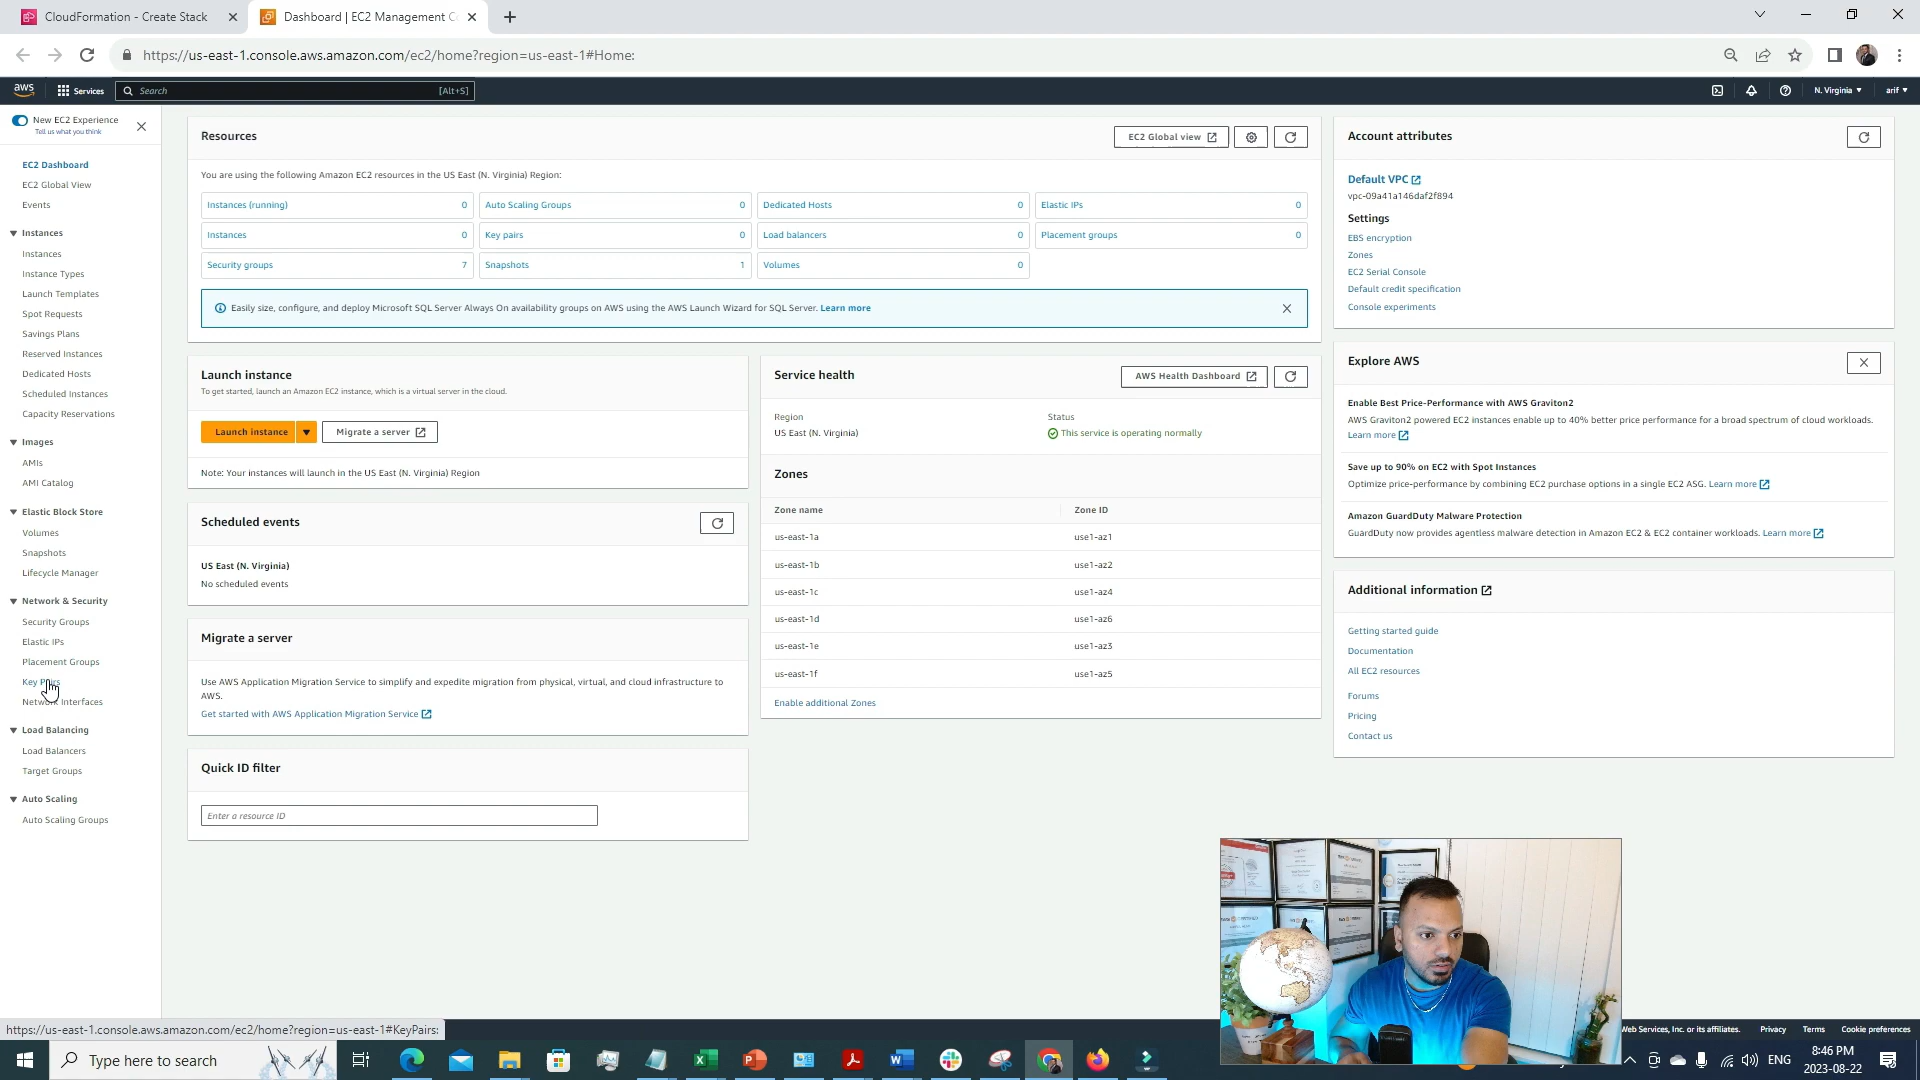 CloudFormation - Create Stack
Dashboard | EC2 Management C
https://us-east-1.console.aws.amazon.com/ec2/home?region=us-east-1#Home:
aws
Services
Search
[Alt+S]
N. Virginia
arif
New EC2 Experience
Tell us what you think
EC2 Dashboard
EC2 Global View
Events
Instances
Instances
Instance Types
Launch Templates
Spot Requests
Savings Plans
Reserved Instances
Dedicated Hosts
Scheduled Instances
Capacity Reservations
Images
AMIs
AMI Catalog
Elastic Block Store
Volumes
Snapshots
Lifecycle Manager
Network & Security
Security Groups
Elastic IPs
Placement Groups
Key Pairs
Network Interfaces
Load Balancing
Load Balancers
Target Groups
Auto Scaling
Auto Scaling Groups
Resources
EC2 Global view
You are using the following Amazon EC2 resources in the US East (N. Virginia) Region:
Instances (running) 0
Auto Scaling Groups 0
Dedicated Hosts 0
Elastic IPs 0
Instances 0
Key pairs 0
Load balancers 0
Placement groups 0
Security groups 7
Snapshots 1
Volumes 0
Easily size, configure, and deploy Microsoft SQL Server Always On availability groups on AWS using the AWS Launch Wizard for SQL Server. Learn more
Launch instance
To get started, launch an Amazon EC2 instance, which is a virtual server in the cloud.
Launch instance
Migrate a server
Note: Your instances will launch in the US East (N. Virginia) Region
Scheduled events
US East (N. Virginia)
No scheduled events
Migrate a server
Use AWS Application Migration Service to simplify and expedite migration from physical, virtual, and cloud infrastructure to
AWS.
Get started with AWS Application Migration Service
Quick ID filter
Enter a resource ID
Service health
AWS Health Dashboard
Region
Status
US East (N. Virginia)
This service is operating normally
Zones
Zone name
Zone ID
us-east-1a
use1-az1
us-east-1b
use1-az2
us-east-1c
use1-az4
us-east-1d
use1-az6
us-east-1e
use1-az3
us-east-1f
use1-az5
Enable additional Zones
Account attributes
Default VPC
vpc-09a41a146daf2f894
Settings
EBS encryption
Zones
EC2 Serial Console
Default credit specification
Console experiments
Explore AWS
Enable Best Price-Performance with AWS Graviton2
AWS Graviton2 powered EC2 instances enable up to 40% better price performance for a broad spectrum of cloud workloads.
Learn more
Save up to 90% on EC2 with Spot Instances
Optimize price-performance by combining EC2 purchase options in a single EC2 ASG. Learn more
Amazon GuardDuty Malware Protection
GuardDuty now provides agentless malware detection in Amazon EC2 & EC2 container workloads. Learn more
Additional information
Getting started guide
Documentation
All EC2 resources
Forums
Pricing
Contact us
https://us-east-1.console.aws.amazon.com/ec2/home?region=us-east-1#KeyPairs:
Web Services, Inc. or its affiliates.
Privacy
Terms
Cookie preferences
Type here to search
ENG
8:46 PM
2023-08-22